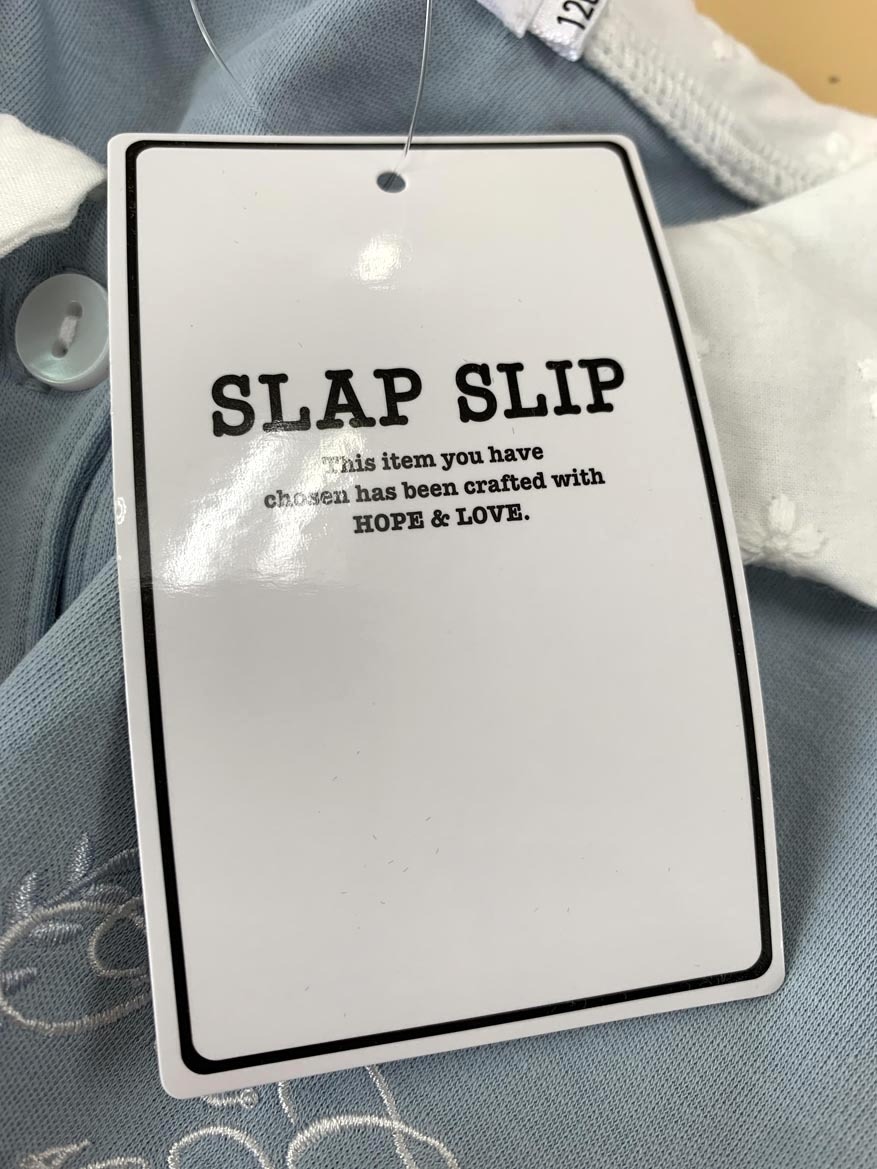 SLAP SLIP
This item you have
chosen has been crafted with
HOPE & LOVE.